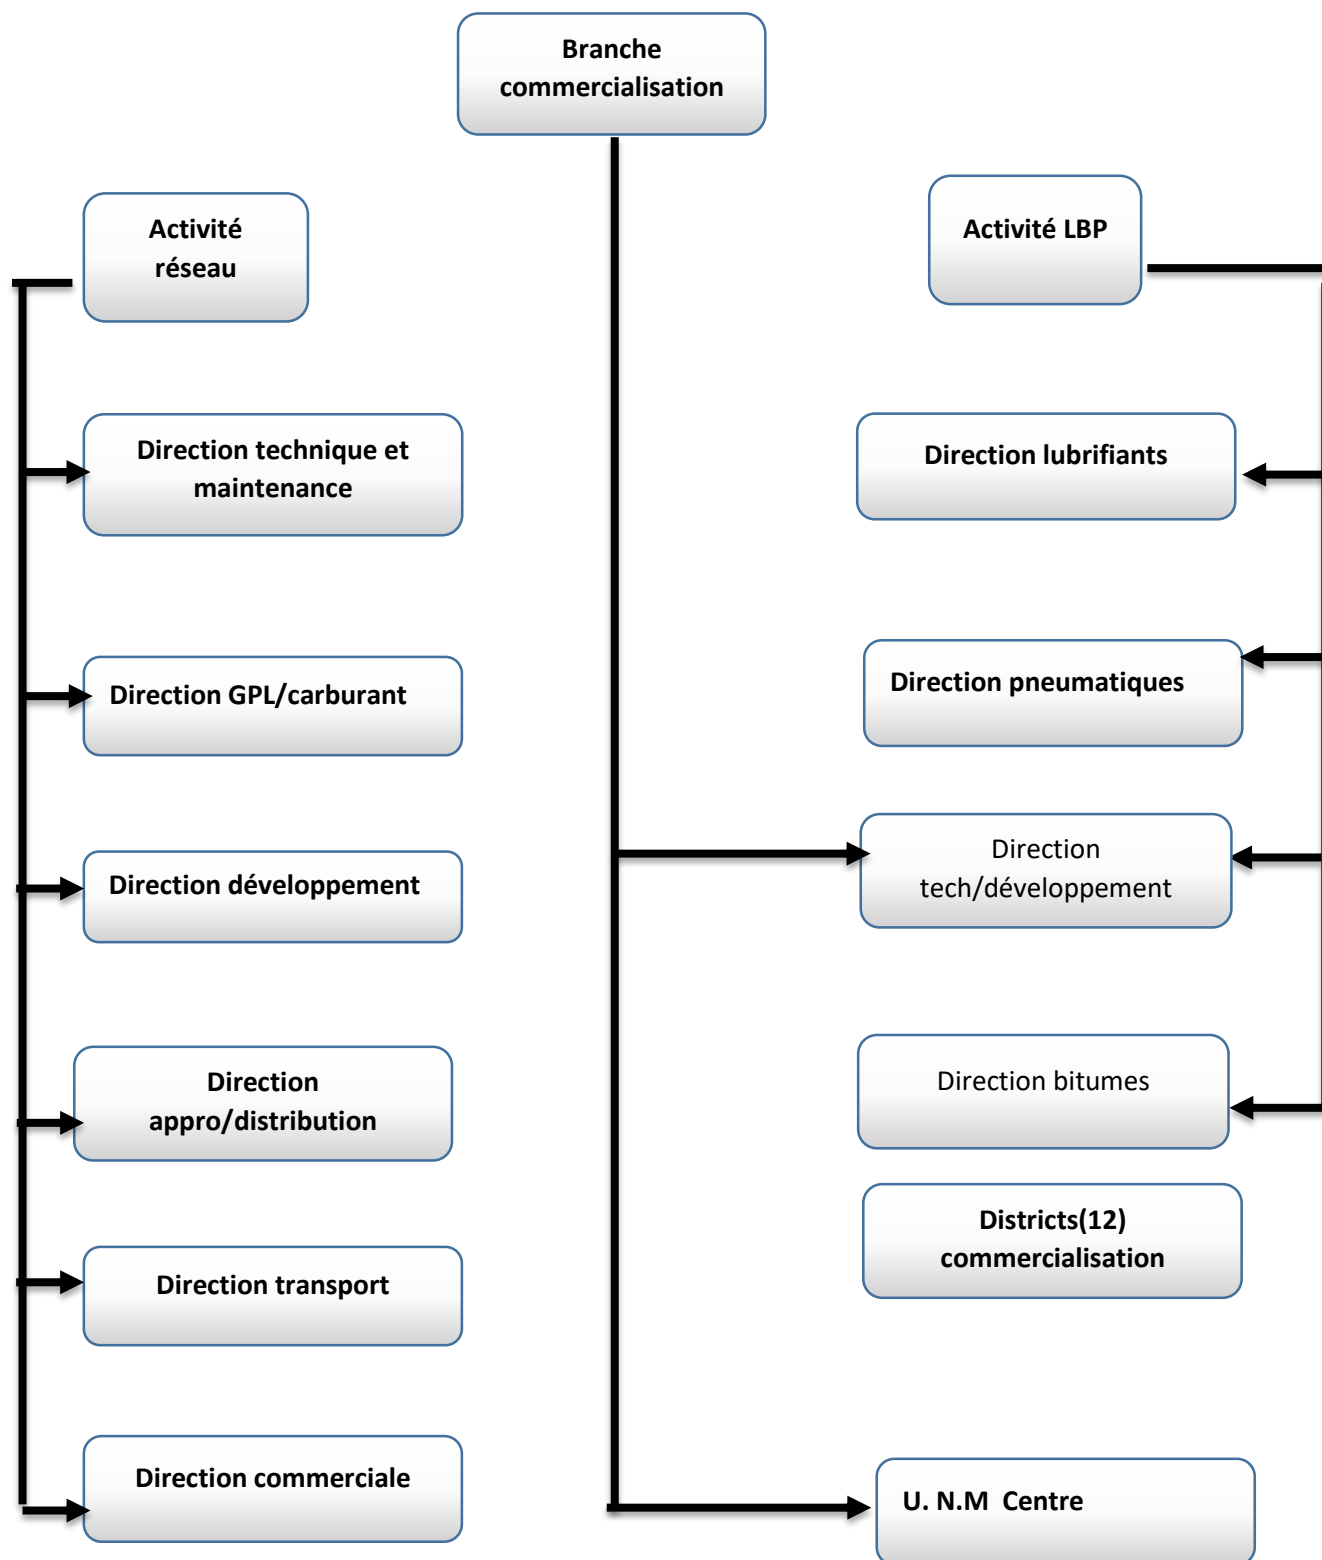 Branche
commercialisation
Activité
réseau
Direction technique et
maintenance
Direction GPL/carburant
Direction développement
Direction
appro/distribution
Direction transport
Direction commerciale
Activité LBP
Direction lubrifiants
Direction pneumatiques
Direction
tech/développement
Direction bitumes
Districts(12)
commercialisation
U. N.M  Centre